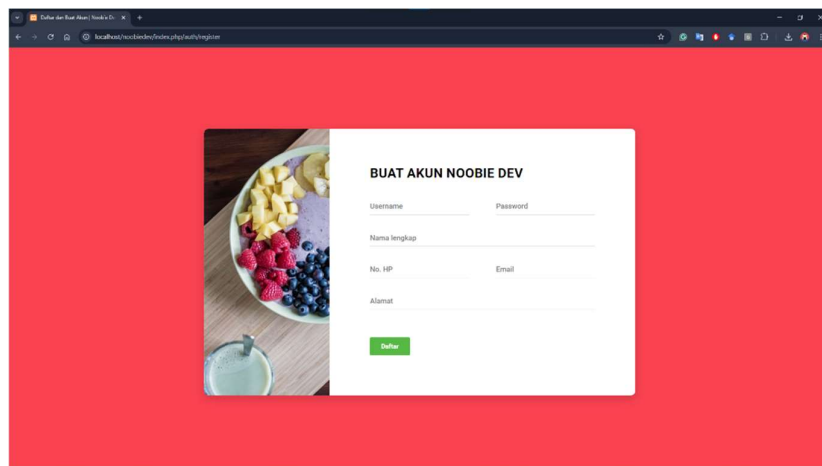 Daftar dan Buat Akun | Noobie De
localhost/noobiedev/index.php/auth/register
BUAT AKUN NOOBIE DEV
Username Password
Nama lengkap
No. HP Email
Alamat
Daftar